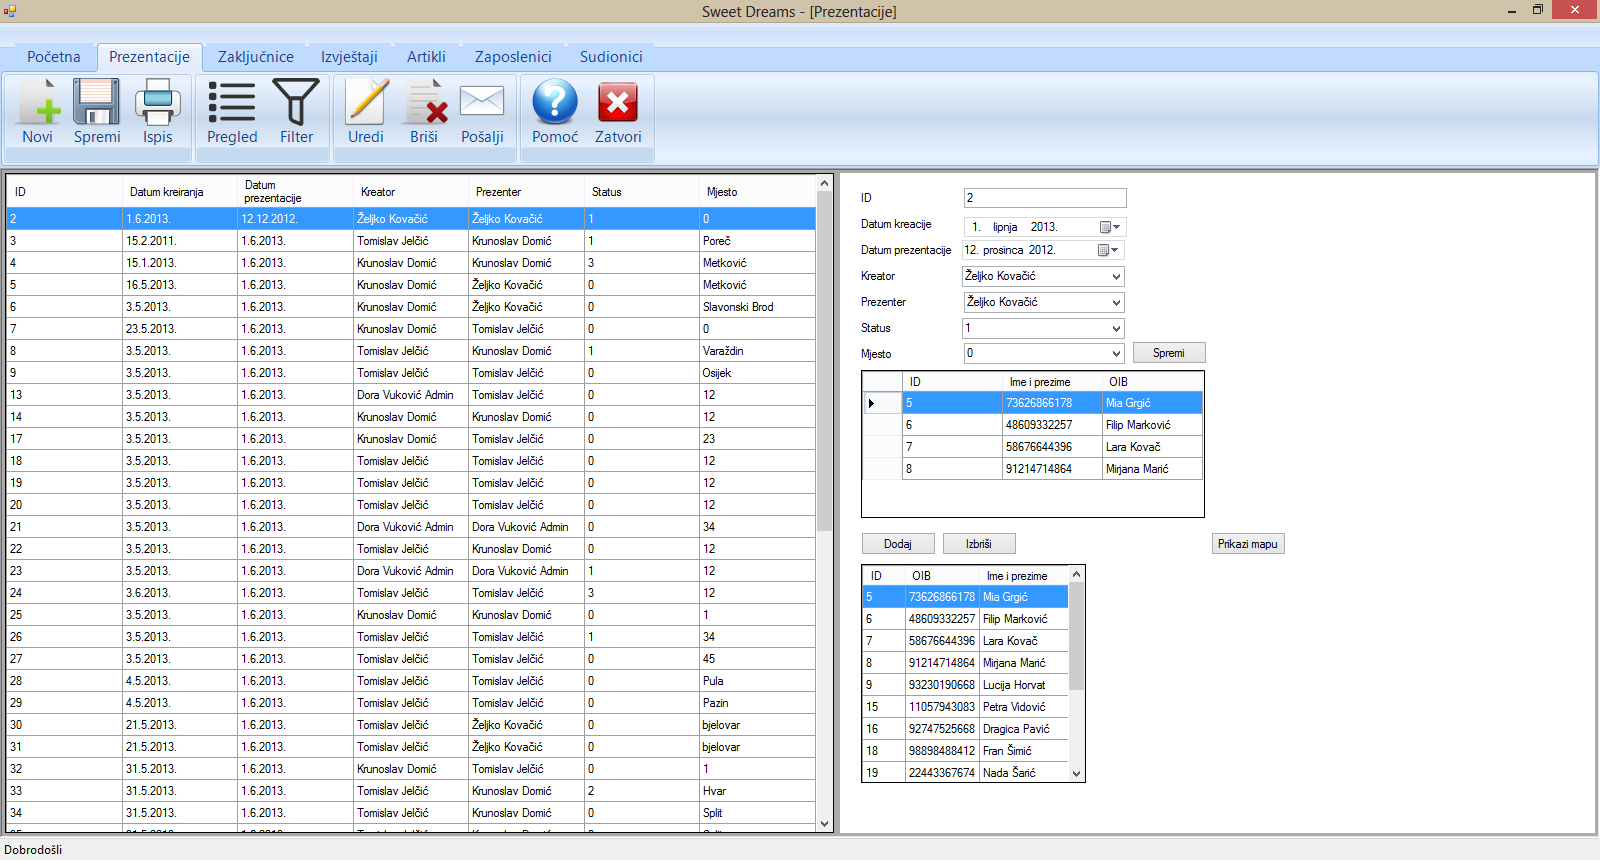 Sweet Dreams - [Prezentacije]
Početna Prezentacije Zaključnice Izvještaji Artikli Zaposlenici Sudionici
Novi Spremi Ispis Pregled Filter Uredi Briši Pošalji Pomoć Zatvori
ID Datum kreiranja Datum prezentacije Kreator Prezenter Status Mjesto
2 1.6.2013. 12.12.2012. Željko Kovačić Željko Kovačić 1 0
3 15.2.2011. 1.6.2013. Tomislav Jelčić Krunoslav Domić 1 Poreč
4 15.1.2013. 1.6.2013. Krunoslav Domić Krunoslav Domić 3 Metković
5 16.5.2013. 1.6.2013. Krunoslav Domić Željko Kovačić 0 Metković
6 3.5.2013. 1.6.2013. Krunoslav Domić Željko Kovačić 0 Slavonski Brod
7 23.5.2013. 1.6.2013. Krunoslav Domić Tomislav Jelčić 0 0
8 3.5.2013. 1.6.2013. Tomislav Jelčić Krunoslav Domić 1 Varaždin
9 3.5.2013. 1.6.2013. Tomislav Jelčić Tomislav Jelčić 0 Osijek
13 3.5.2013. 1.6.2013. Dora Vuković Admin Tomislav Jelčić 0 12
14 3.5.2013. 1.6.2013. Krunoslav Domić Krunoslav Domić 0 12
17 3.5.2013. 1.6.2013. Krunoslav Domić Tomislav Jelčić 0 23
18 3.5.2013. 1.6.2013. Tomislav Jelčić Tomislav Jelčić 0 12
19 3.5.2013. 1.6.2013. Tomislav Jelčić Tomislav Jelčić 0 12
20 3.5.2013. 1.6.2013. Tomislav Jelčić Tomislav Jelčić 0 12
21 3.5.2013. 1.6.2013. Dora Vuković Admin Dora Vuković Admin 0 34
22 3.5.2013. 1.6.2013. Tomislav Jelčić Krunoslav Domić 0 12
23 3.5.2013. 1.6.2013. Dora Vuković Admin Dora Vuković Admin 1 12
24 3.6.2013. 1.6.2013. Tomislav Jelčić Tomislav Jelčić 3 12
25 3.5.2013. 1.6.2013. Krunoslav Domić Krunoslav Domić 0 1
26 3.5.2013. 1.6.2013. Tomislav Jelčić Tomislav Jelčić 1 34
27 3.5.2013. 1.6.2013. Tomislav Jelčić Tomislav Jelčić 0 45
28 4.5.2013. 1.6.2013. Tomislav Jelčić Tomislav Jelčić 0 Pula
29 4.5.2013. 1.6.2013. Tomislav Jelčić Tomislav Jelčić 0 Pazin
30 21.5.2013. 1.6.2013. Tomislav Jelčić Željko Kovačić 0 bjelovar
31 21.5.2013. 1.6.2013. Tomislav Jelčić Željko Kovačić 0 bjelovar
32 31.5.2013. 1.6.2013. Krunoslav Domić Tomislav Jelčić 0 1
33 31.5.2013. 1.6.2013. Tomislav Jelčić Krunoslav Domić 2 Hvar
34 31.5.2013. 1.6.2013. Tomislav Jelčić Krunoslav Domić 0 Split
ID 2
Datum kreacije 1. lipnja 2013.
Datum prezentacije 12. prosinca 2012.
Kreator Željko Kovačić
Prezenter Željko Kovačić
Status 1
Mjesto 0 Spremi
ID Ime i prezime OIB
5 73626866178 Mia Grgić
6 48609332257 Filip Marković
7 58676644396 Lara Kovač
8 91214714864 Mirjana Marić
Dodaj Izbriši Prikazi mapu
ID OIB Ime i prezime
5 73626866178 Mia Grgić
6 48609332257 Filip Marković
7 58676644396 Lara Kovač
8 91214714864 Mirjana Marić
9 93230190668 Lucija Horvat
15 11057943083 Petra Vidović
16 92747525668 Dragica Pavić
18 98898488412 Fran Šimić
19 22443367674 Nada Šarić
Dobrodošli